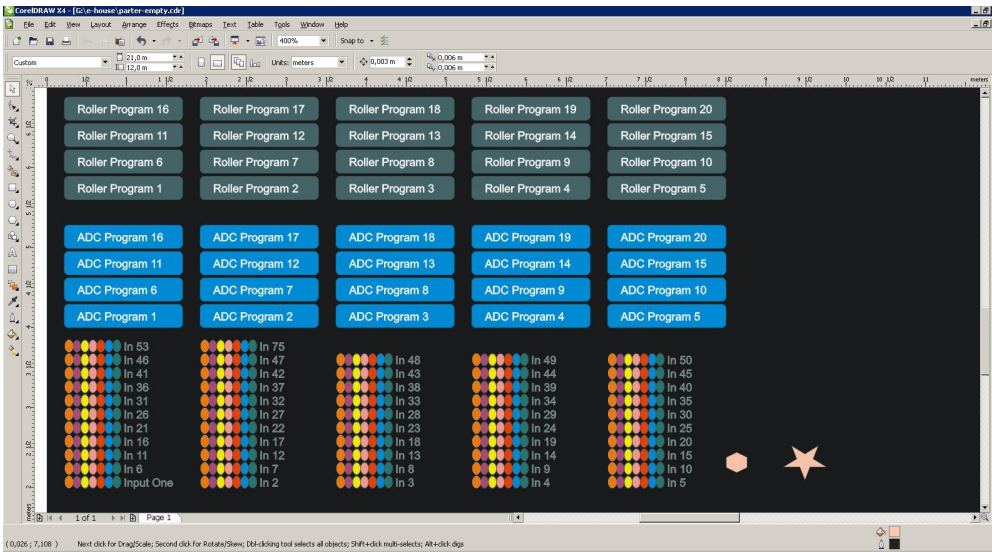 CorelDRAW X4 - [G:\e-house\parter-empty.cdr]
File Edit View Layout Arrange Effects Bitmaps Text Table Tools Window Help
400% Snap to
Custom 21,0 m 12,0 m Units: meters 0,003 m 0,006 m 0,006 m
Roller Program 16 Roller Program 17 Roller Program 18 Roller Program 19 Roller Program 20
Roller Program 11 Roller Program 12 Roller Program 13 Roller Program 14 Roller Program 15
Roller Program 6 Roller Program 7 Roller Program 8 Roller Program 9 Roller Program 10
Roller Program 1 Roller Program 2 Roller Program 3 Roller Program 4 Roller Program 5
ADC Program 16 ADC Program 17 ADC Program 18 ADC Program 19 ADC Program 20
ADC Program 11 ADC Program 12 ADC Program 13 ADC Program 14 ADC Program 15
ADC Program 6 ADC Program 7 ADC Program 8 ADC Program 9 ADC Program 10
ADC Program 1 ADC Program 2 ADC Program 3 ADC Program 4 ADC Program 5
In 53 In 75
In 46 In 47 In 48 In 49 In 50
In 41 In 42 In 43 In 44 In 45
In 36 In 37 In 38 In 39 In 40
In 31 In 32 In 33 In 34 In 35
In 26 In 27 In 28 In 29 In 30
In 21 In 22 In 23 In 24 In 25
In 16 In 17 In 18 In 19 In 20
In 11 In 12 In 13 In 14 In 15
In 6 In 7 In 8 In 9 In 10
Input One In 2 In 3 In 4 In 5
1 of 1 Page 1
( 0,026 ; 7,108 ) Next click for Drag/Scale; Second click for Rotate/Skew; Dbl-clicking tool selects all objects; Shift+click multi-selects; Alt+click digs